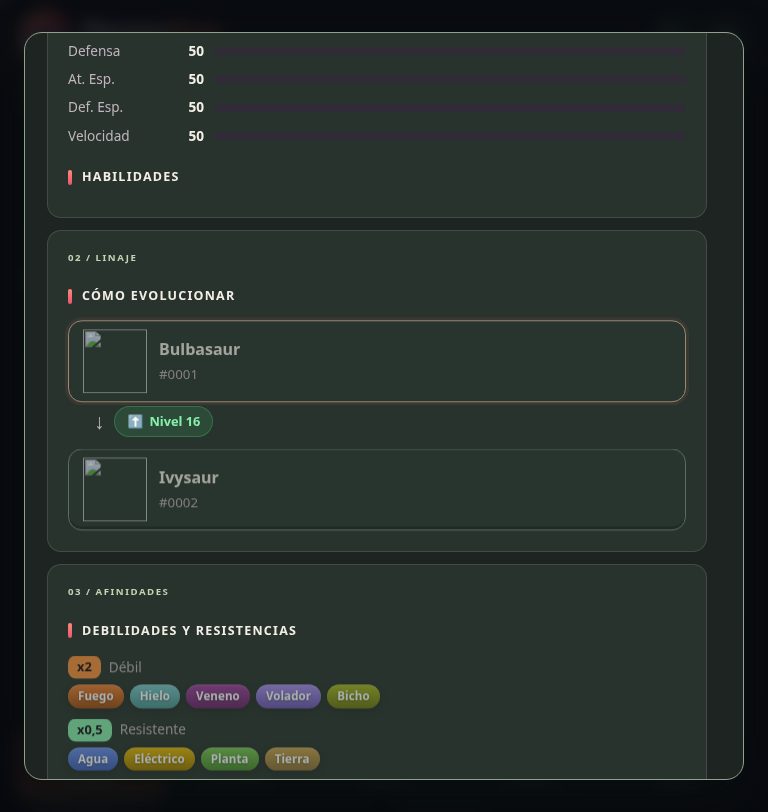 Defensa 50
At. Esp. 50
Def. Esp. 50
Velocidad 50
HABILIDADES
02 / LINAJE
CÓMO EVOLUCIONAR
Bulbasaur
#0001
↓ ⬆️ Nivel 16
Ivysaur
#0002
03 / AFINIDADES
DEBILIDADES Y RESISTENCIAS
x2 Débil
Fuego Hielo Veneno Volador Bicho
x0,5 Resistente
Agua Eléctrico Planta Tierra